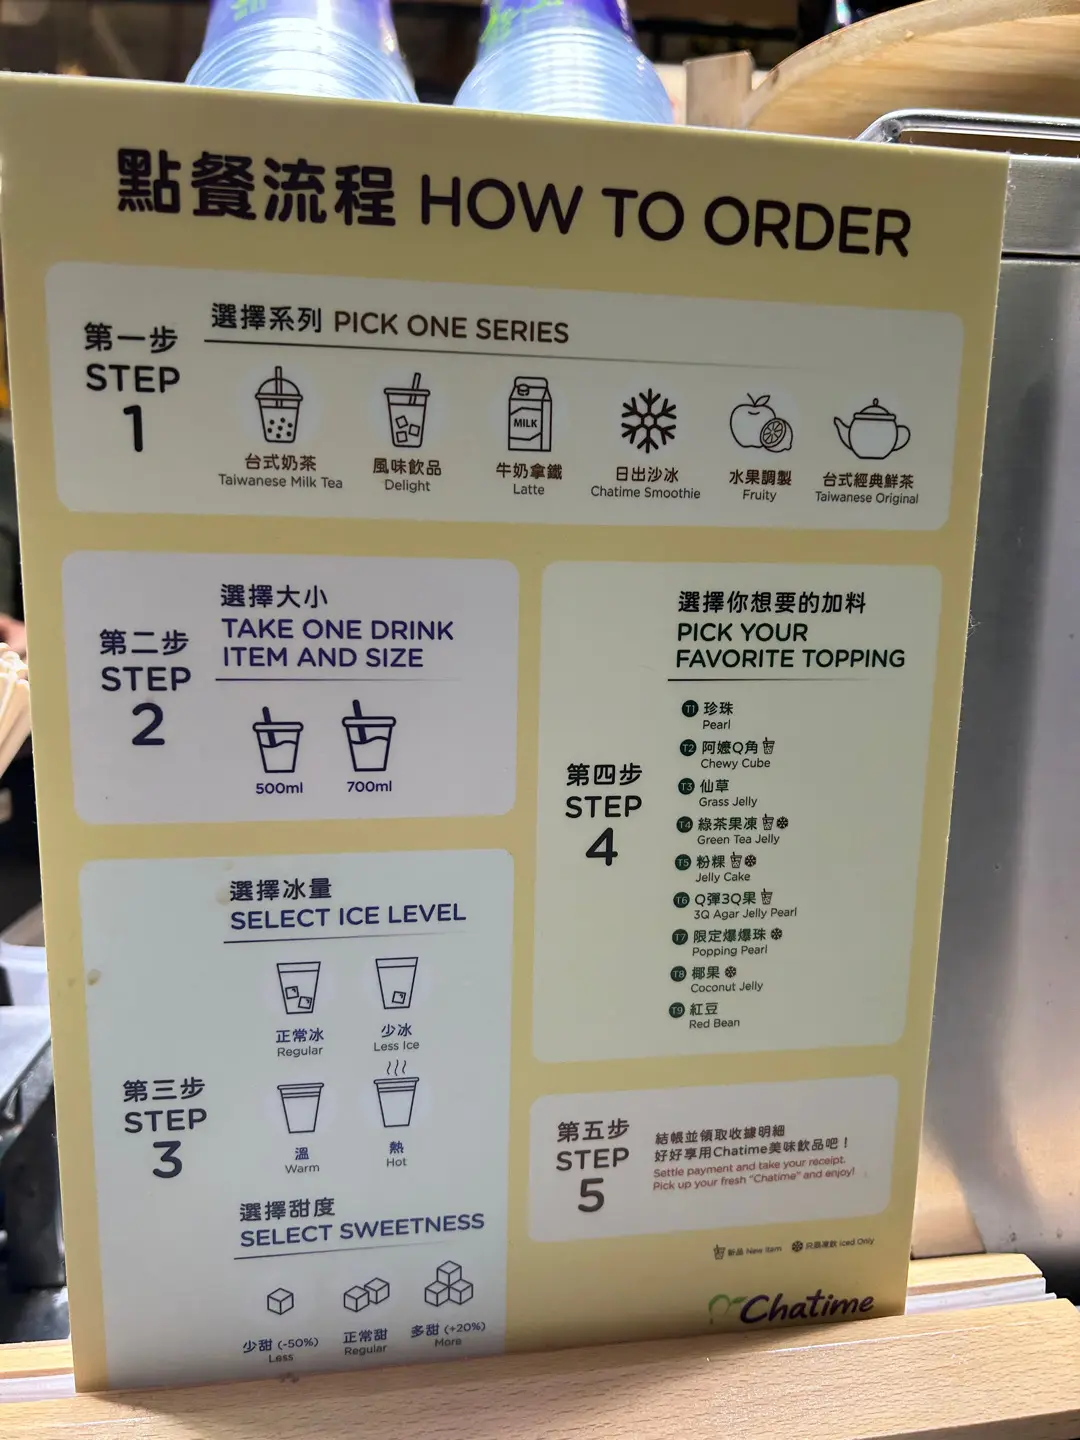 點餐流程 HOW TO ORDER
第一步
STEP
1
選擇系列 PICK ONE SERIES
MILK
台式奶茶
Taiwanese Milk Tea
風味飲品
Delight
牛奶拿鐵
Latte
日出沙冰
Chatime Smoothie
水果調製
Fruity
台式經典鮮茶
Taiwanese Original
第二步
STEP
2
選擇大小
TAKE ONE DRINK
ITEM AND SIZE
500ml
700ml
第三步
STEP
3
選擇冰量
SELECT ICE LEVEL
正常冰
Regular
少冰
Less Ice
溫
Warm
熱
Hot
選擇甜度
SELECT SWEETNESS
少甜 (-50%)
Less
正常甜
Regular
多甜 (+20%)
More
第四步
STEP
4
選擇你想要的加料
PICK YOUR
FAVORITE TOPPING
T1 珍珠
Pearl
T2 阿嬤Q角
Chewy Cube
T3 仙草
Grass Jelly
T4 綠茶果凍
Green Tea Jelly
T5 粉粿
Jelly Cake
T6 Q彈3Q果
3Q Agar Jelly Pearl
T7 限定爆爆珠
Popping Pearl
T8 椰果
Coconut Jelly
T9 紅豆
Red Bean
第五步
STEP
5
結帳並領取收據明細
好好享用Chatime美味飲品吧！
Settle payment and take your receipt.
Pick up your fresh "Chatime" and enjoy!
新品 New Item 只局凍飲 Iced Only
Chatime